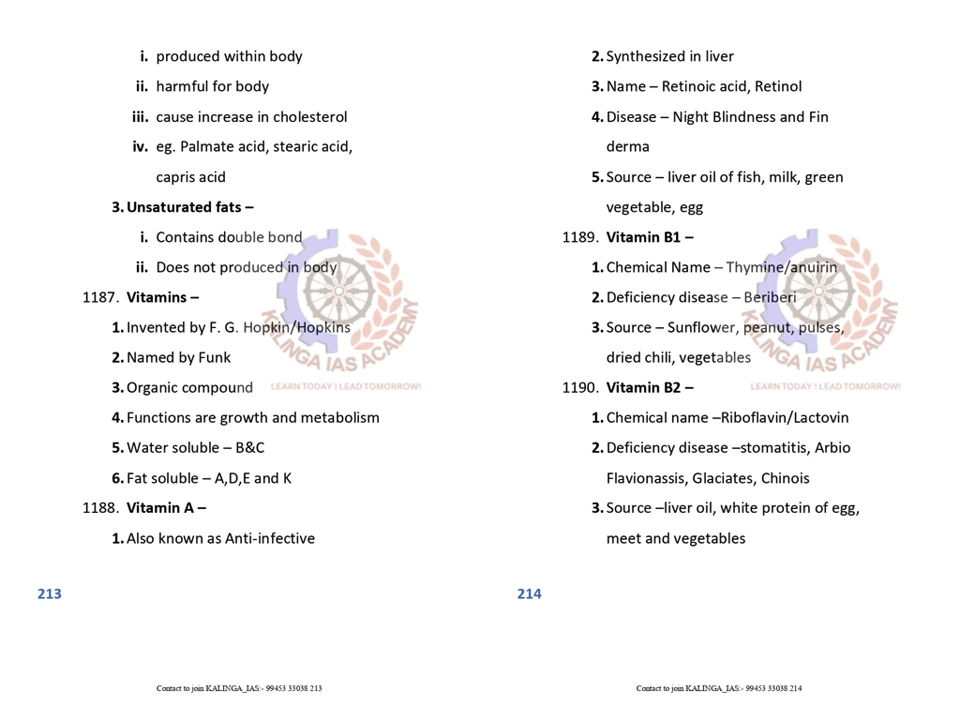 i. produced within body
ii. harmful for body
iii. cause increase in cholesterol
iv. eg. Palmate acid, stearic acid,
capris acid
3. Unsaturated fats –
i. Contains double bond
ii. Does not produced in body
1187. Vitamins –
1. Invented by F. G. Hopkin/Hopkins
2. Named by Funk
3. Organic compound
4. Functions are growth and metabolism
5. Water soluble – B&C
6. Fat soluble – A,D,E and K
1188. Vitamin A –
1. Also known as Anti-infective
KALINGA IAS ACADEMY
LEARN TODAY ! LEAD TOMORROW!
213
Contact to join KALINGA_IAS:- 99453 33038 213
2. Synthesized in liver
3. Name – Retinoic acid, Retinol
4. Disease – Night Blindness and Fin
derma
5. Source – liver oil of fish, milk, green
vegetable, egg
1189. Vitamin B1 –
1. Chemical Name – Thymine/anuirin
2. Deficiency disease – Beriberi
3. Source – Sunflower, peanut, pulses,
dried chili, vegetables
1190. Vitamin B2 –
1. Chemical name –Riboflavin/Lactovin
2. Deficiency disease –stomatitis, Arbio
Flavionassis, Glaciates, Chinois
3. Source –liver oil, white protein of egg,
meet and vegetables
KALINGA IAS ACADEMY
LEARN TODAY ! LEAD TOMORROW!
214
Contact to join KALINGA_IAS:- 99453 33038 214